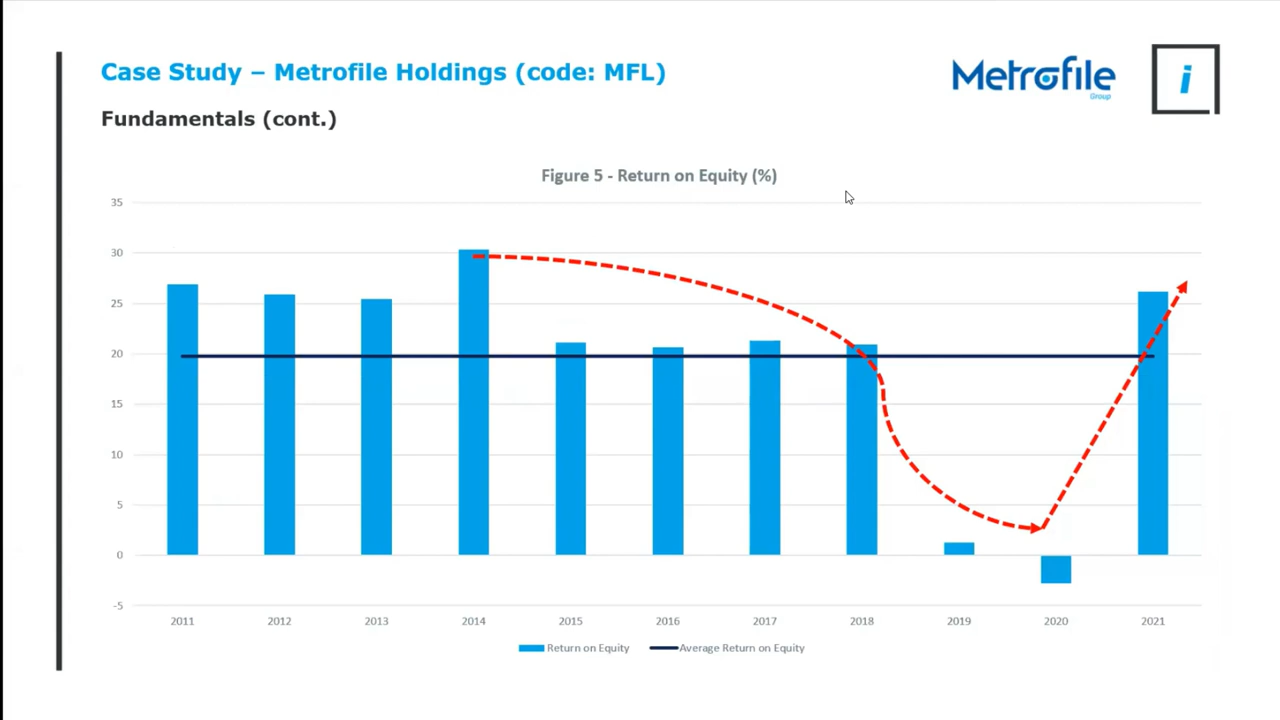 Case Study – Metrofile Holdings (code: MFL)
Metrofile
Group
i
Fundamentals (cont.)
Figure 5 - Return on Equity (%)
35
30
25
20
15
10
5
0
-5
2011 2012 2013 2014 2015 2016 2017 2018 2019 2020 2021
Return on Equity Average Return on Equity